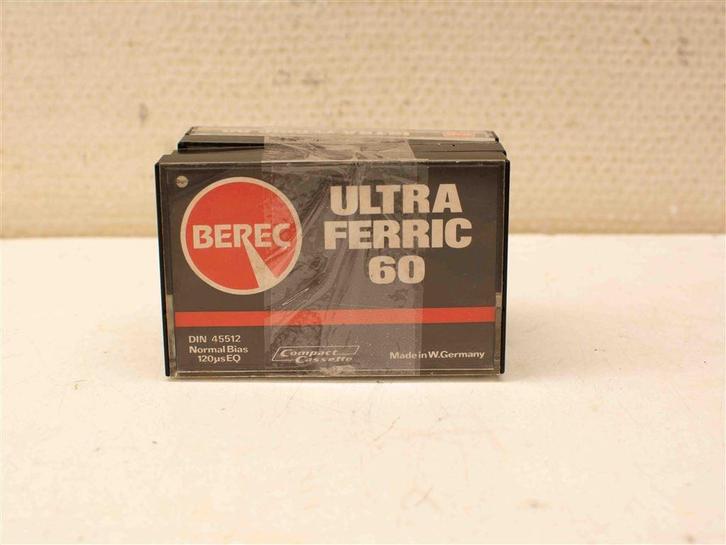 BEREC
ULTRA
FERRIC
60
DIN 45512
Normal Bias
120µs EQ
Compact
Cassette
Made in W.Germany